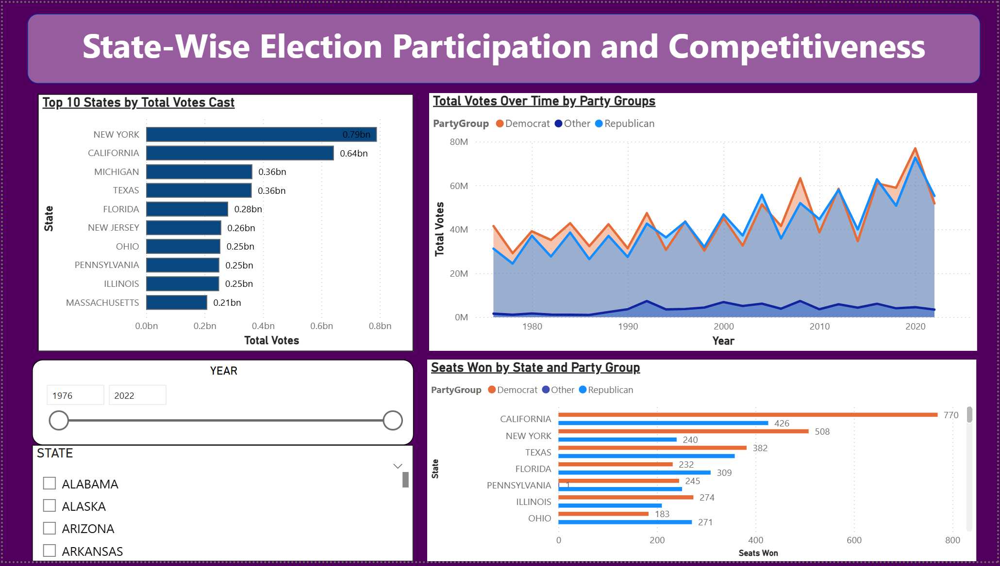 State-Wise Election Participation and Competitiveness
Top 10 States by Total Votes Cast
NEW YORK 0.79bn
CALIFORNIA 0.64bn
MICHIGAN 0.36bn
TEXAS 0.36bn
FLORIDA 0.28bn
NEW JERSEY 0.26bn
OHIO 0.25bn
PENNSYLVANIA 0.25bn
ILLINOIS 0.25bn
MASSACHUSETTS 0.21bn
State
0.0bn 0.2bn 0.4bn 0.6bn 0.8bn
Total Votes
Total Votes Over Time by Party Groups
PartyGroup Democrat Other Republican
80M
60M
40M
20M
0M
Total Votes
1980 1990 2000 2010 2020
Year
YEAR
1976 2022
STATE
ALABAMA
ALASKA
ARIZONA
ARKANSAS
Seats Won by State and Party Group
PartyGroup Democrat Other Republican
CALIFORNIA 770
426
NEW YORK 508
240
TEXAS 382
FLORIDA 232
309
PENNSYLVANIA 245
1
ILLINOIS 274
OHIO 183
271
State
0 200 400 600 800
Seats Won